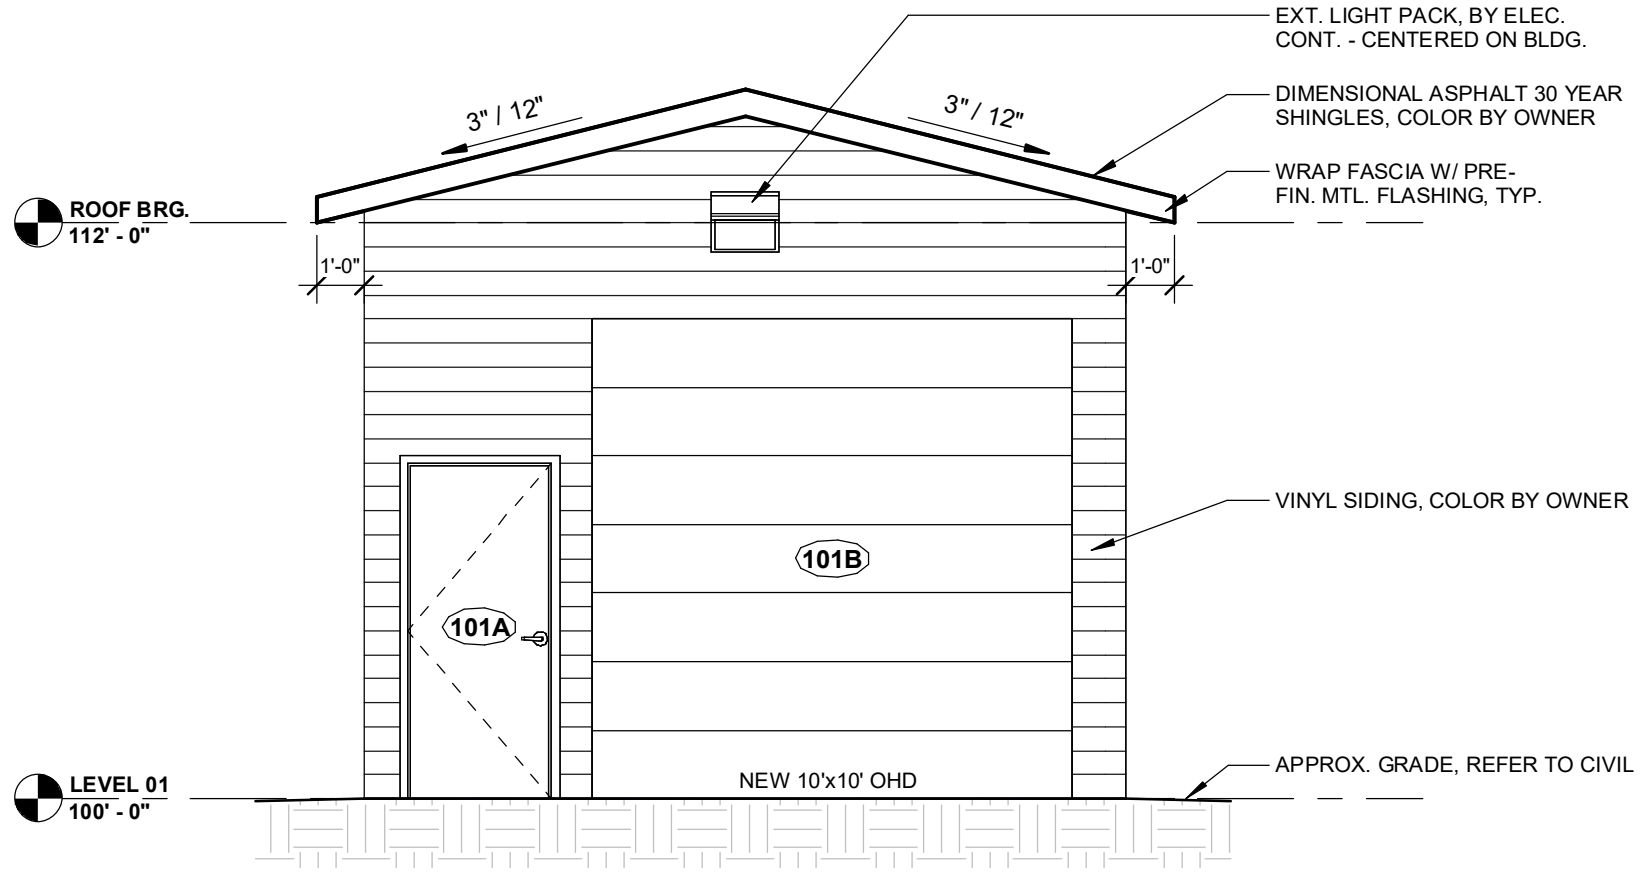 EXT. LIGHT PACK, BY ELEC.
CONT. - CENTERED ON BLDG.
3" / 12"
3" / 12"
DIMENSIONAL ASPHALT 30 YEAR
SHINGLES, COLOR BY OWNER
WRAP FASCIA W/ PRE-
FIN. MTL. FLASHING, TYP.
ROOF BRG.
112' - 0"
1'-0"
1'-0"
VINYL SIDING, COLOR BY OWNER
101B
101A
NEW 10'x10' OHD
APPROX. GRADE, REFER TO CIVIL
LEVEL 01
100' - 0"